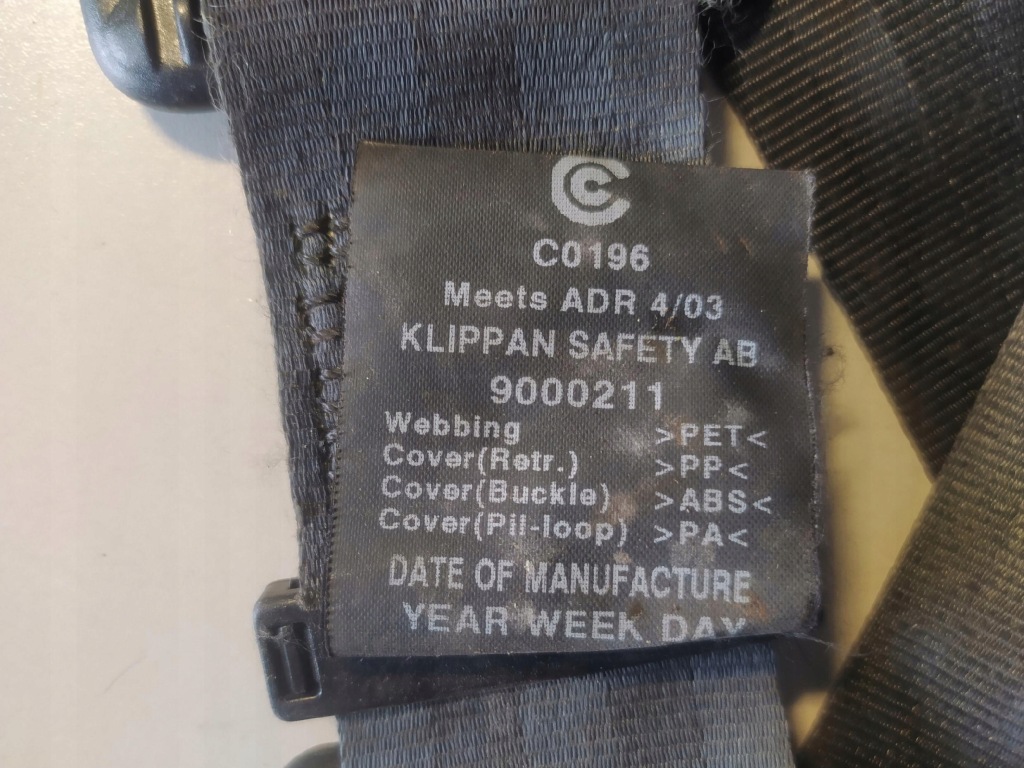 C0196
Meets ADR 4/03
KLIPPAN SAFETY AB
9000211
Webbing >PET<
Cover(Retr.) >PP<
Cover(Buckle) >ABS<
Cover(Pil-loop) >PA<
DATE OF MANUFACTURE
YEAR WEEK DAY